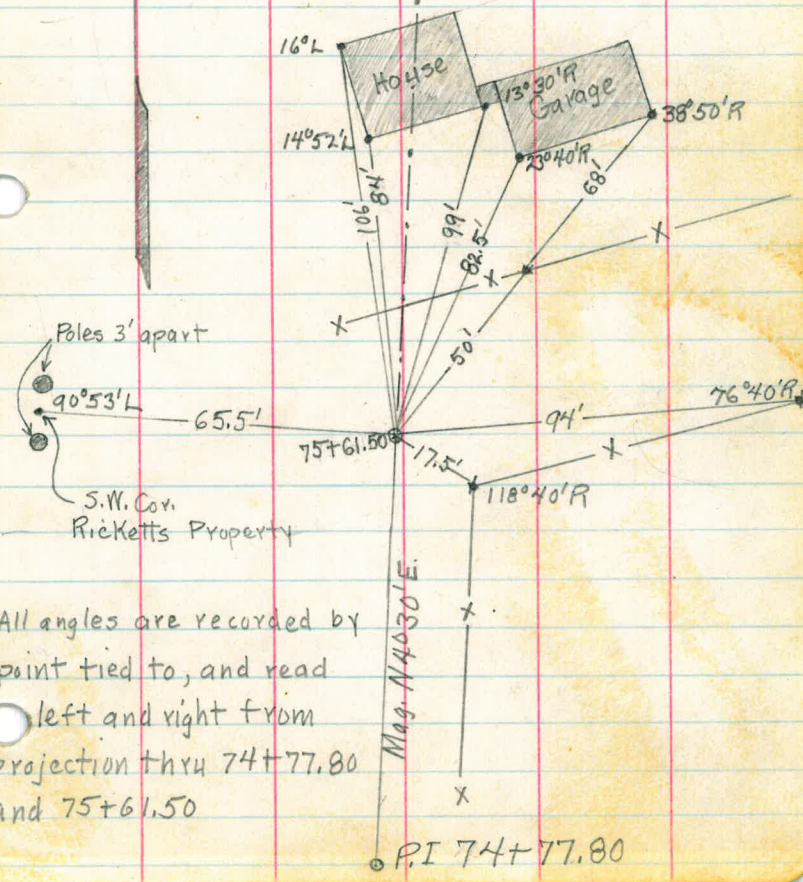 16°L
House
13°30'R
Garage
38°50'R
14°52'L
23°40'R
106'
84'
99'
82.5'
68'
X
X
X
50'
Poles 3' apart
90°53'L
65.5'
76°40'R
94'
75+61.50
17.5'
X
118°40'R
S.W. Cor.
Ricketts Property
Mag. N4°30'E
X
All angles are recorded by
point tied to, and read
left and right from
projection thru 74+77.80
and 75+61.50
X
P.I 74+77.80